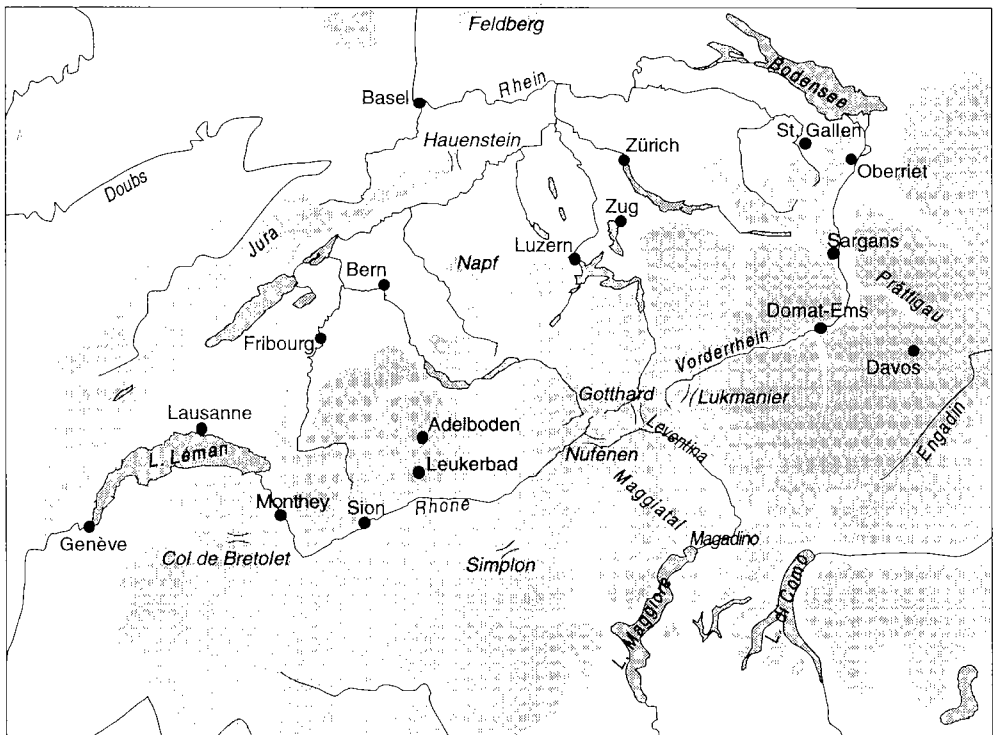 Feldberg
Bodensee
Rhein
Basel
Hauenstein
St. Gallen
Zürich
Oberriet
Doubs
Zug
Jura
Luzern
Sargans
Napf
Bern
Prättigau
Domat-Ems
Fribourg
Vorderrhein
Davos
Gotthard
Lukmanier
Lausanne
Adelboden
Leventina
Engadin
L. Léman
Leukerbad
Nufenen
Maggiatal
Monthey
Sion
Rhone
Genève
Col de Bretolet
Simplon
Magadino
L. Maggiore
L. di Como